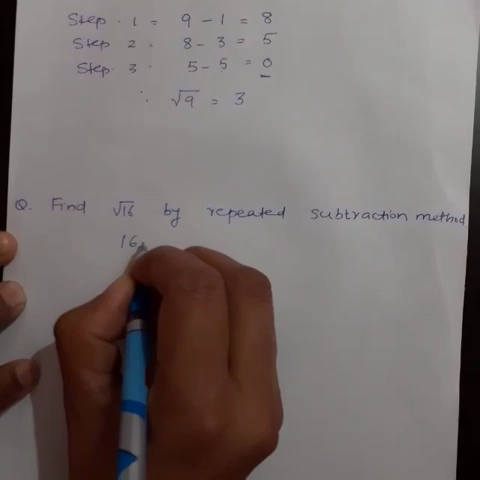 Step. 1 = 9 - 1 = 8
Step 2. 8 - 3 = 5
Step. 3. 5 - 5 = 0
∴ √9 = 3
Q. Find √16 by repeated subtraction method
16